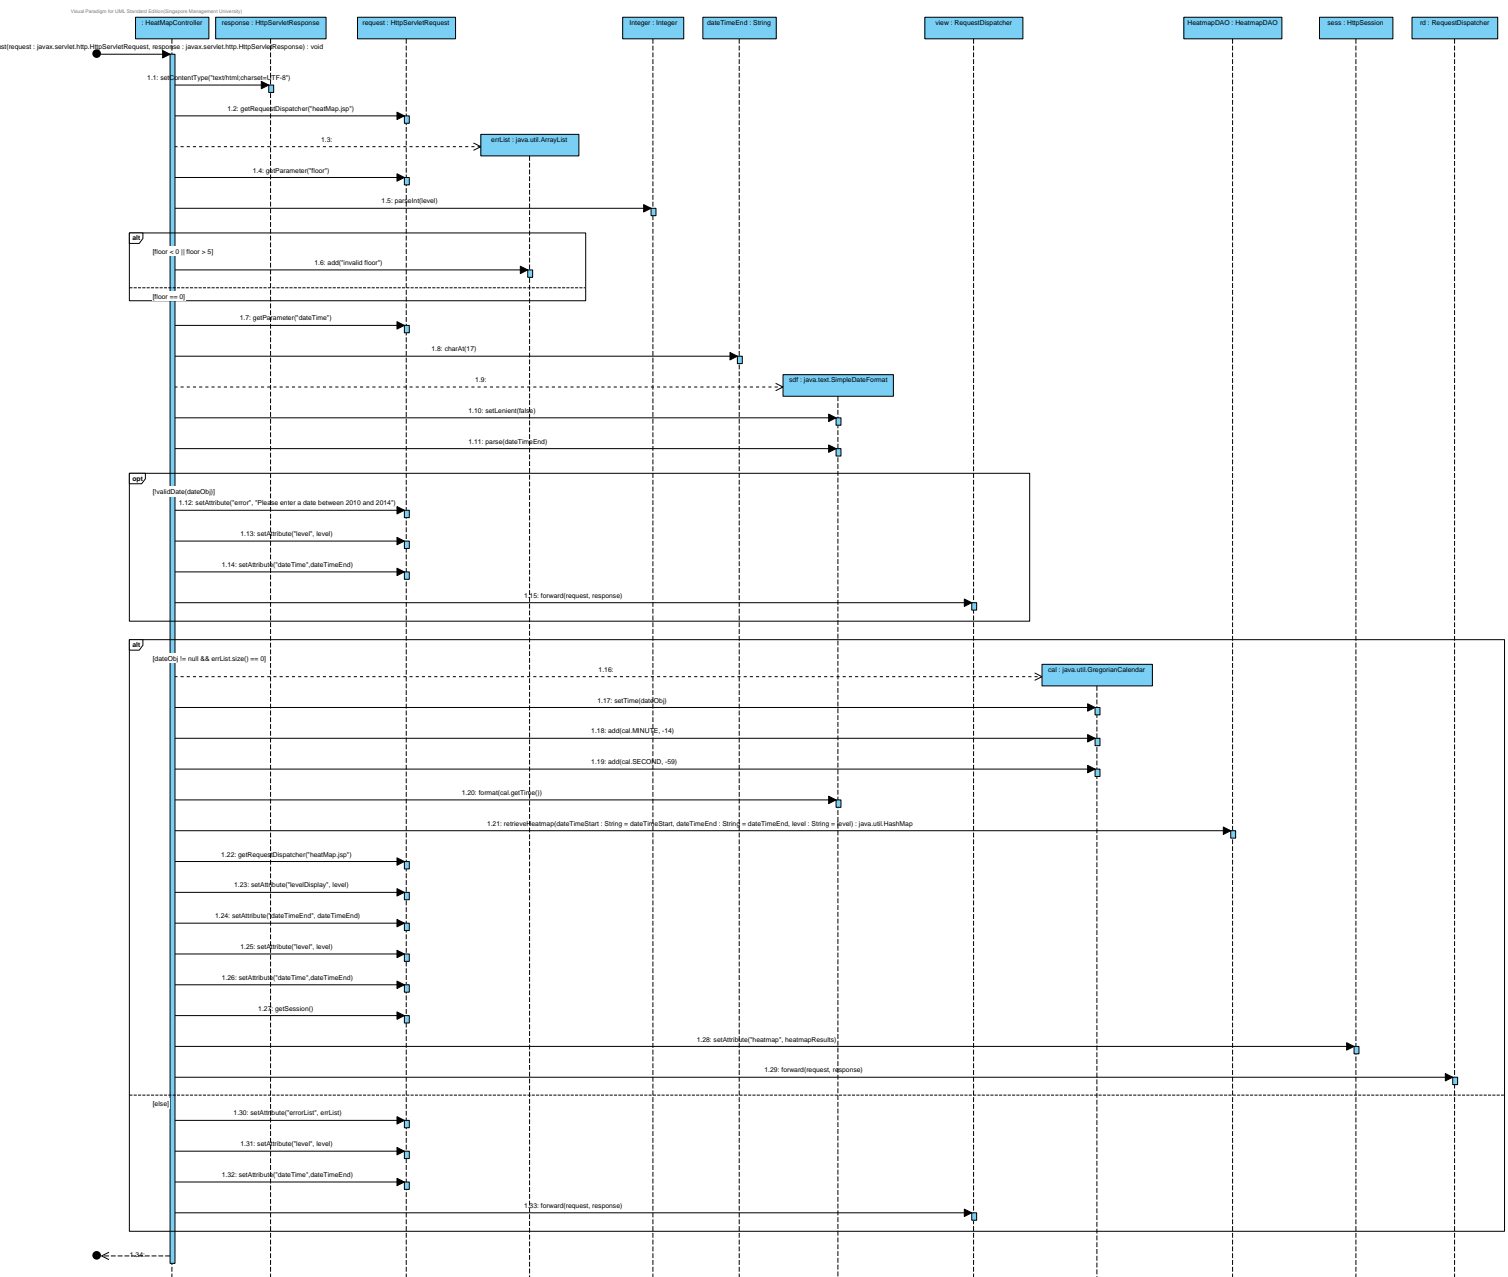 Visual Paradigm for UML Standard Edition(Singapore Management University)
: HeatMapController
response : HttpServletResponse
request : HttpServletRequest
Integer : Integer
dateTimeEnd : String
view : RequestDispatcher
HeatmapDAO : HeatmapDAO
sess : HttpSession
rd : RequestDispatcher
st(request : javax.servlet.http.HttpServletRequest, response : javax.servlet.http.HttpServletResponse) : void
1.1: setContentType("text/html;charset=UTF-8")
1.2: getRequestDispatcher("heatMap.jsp")
1.3:
errList : java.util.ArrayList
1.4: getParameter("floor")
1.5: parseInt(level)
alt
[floor < 0 || floor > 5]
1.6: add("invalid floor")
[floor == 0]
1.7: getParameter("dateTime")
1.8: charAt(17)
1.9:
sdf : java.text.SimpleDateFormat
1.10: setLenient(false)
1.11: parse(dateTimeEnd)
opt
[!validDate(dateObj)]
1.12: setAttribute("error", "Please enter a date between 2010 and 2014")
1.13: setAttribute("level", level)
1.14: setAttribute("dateTime",dateTimeEnd)
1.15: forward(request, response)
alt
[dateObj != null && errList.size() == 0]
1.16:
cal : java.util.GregorianCalendar
1.17: setTime(dateObj)
1.18: add(cal.MINUTE, -14)
1.19: add(cal.SECOND, -59)
1.20: format(cal.getTime())
1.21: retrieveHeatmap(dateTimeStart : String = dateTimeStart, dateTimeEnd : String = dateTimeEnd, level : String = level) : java.util.HashMap
1.22: getRequestDispatcher("heatMap.jsp")
1.23: setAttribute("levelDisplay", level)
1.24: setAttribute("dateTimeEnd", dateTimeEnd)
1.25: setAttribute("level", level)
1.26: setAttribute("dateTime",dateTimeEnd)
1.27: getSession()
1.28: setAttribute("heatmap", heatmapResults)
1.29: forward(request, response)
[else]
1.30: setAttribute("errorList", errList)
1.31: setAttribute("level", level)
1.32: setAttribute("dateTime",dateTimeEnd)
1.33: forward(request, response)
1.34: